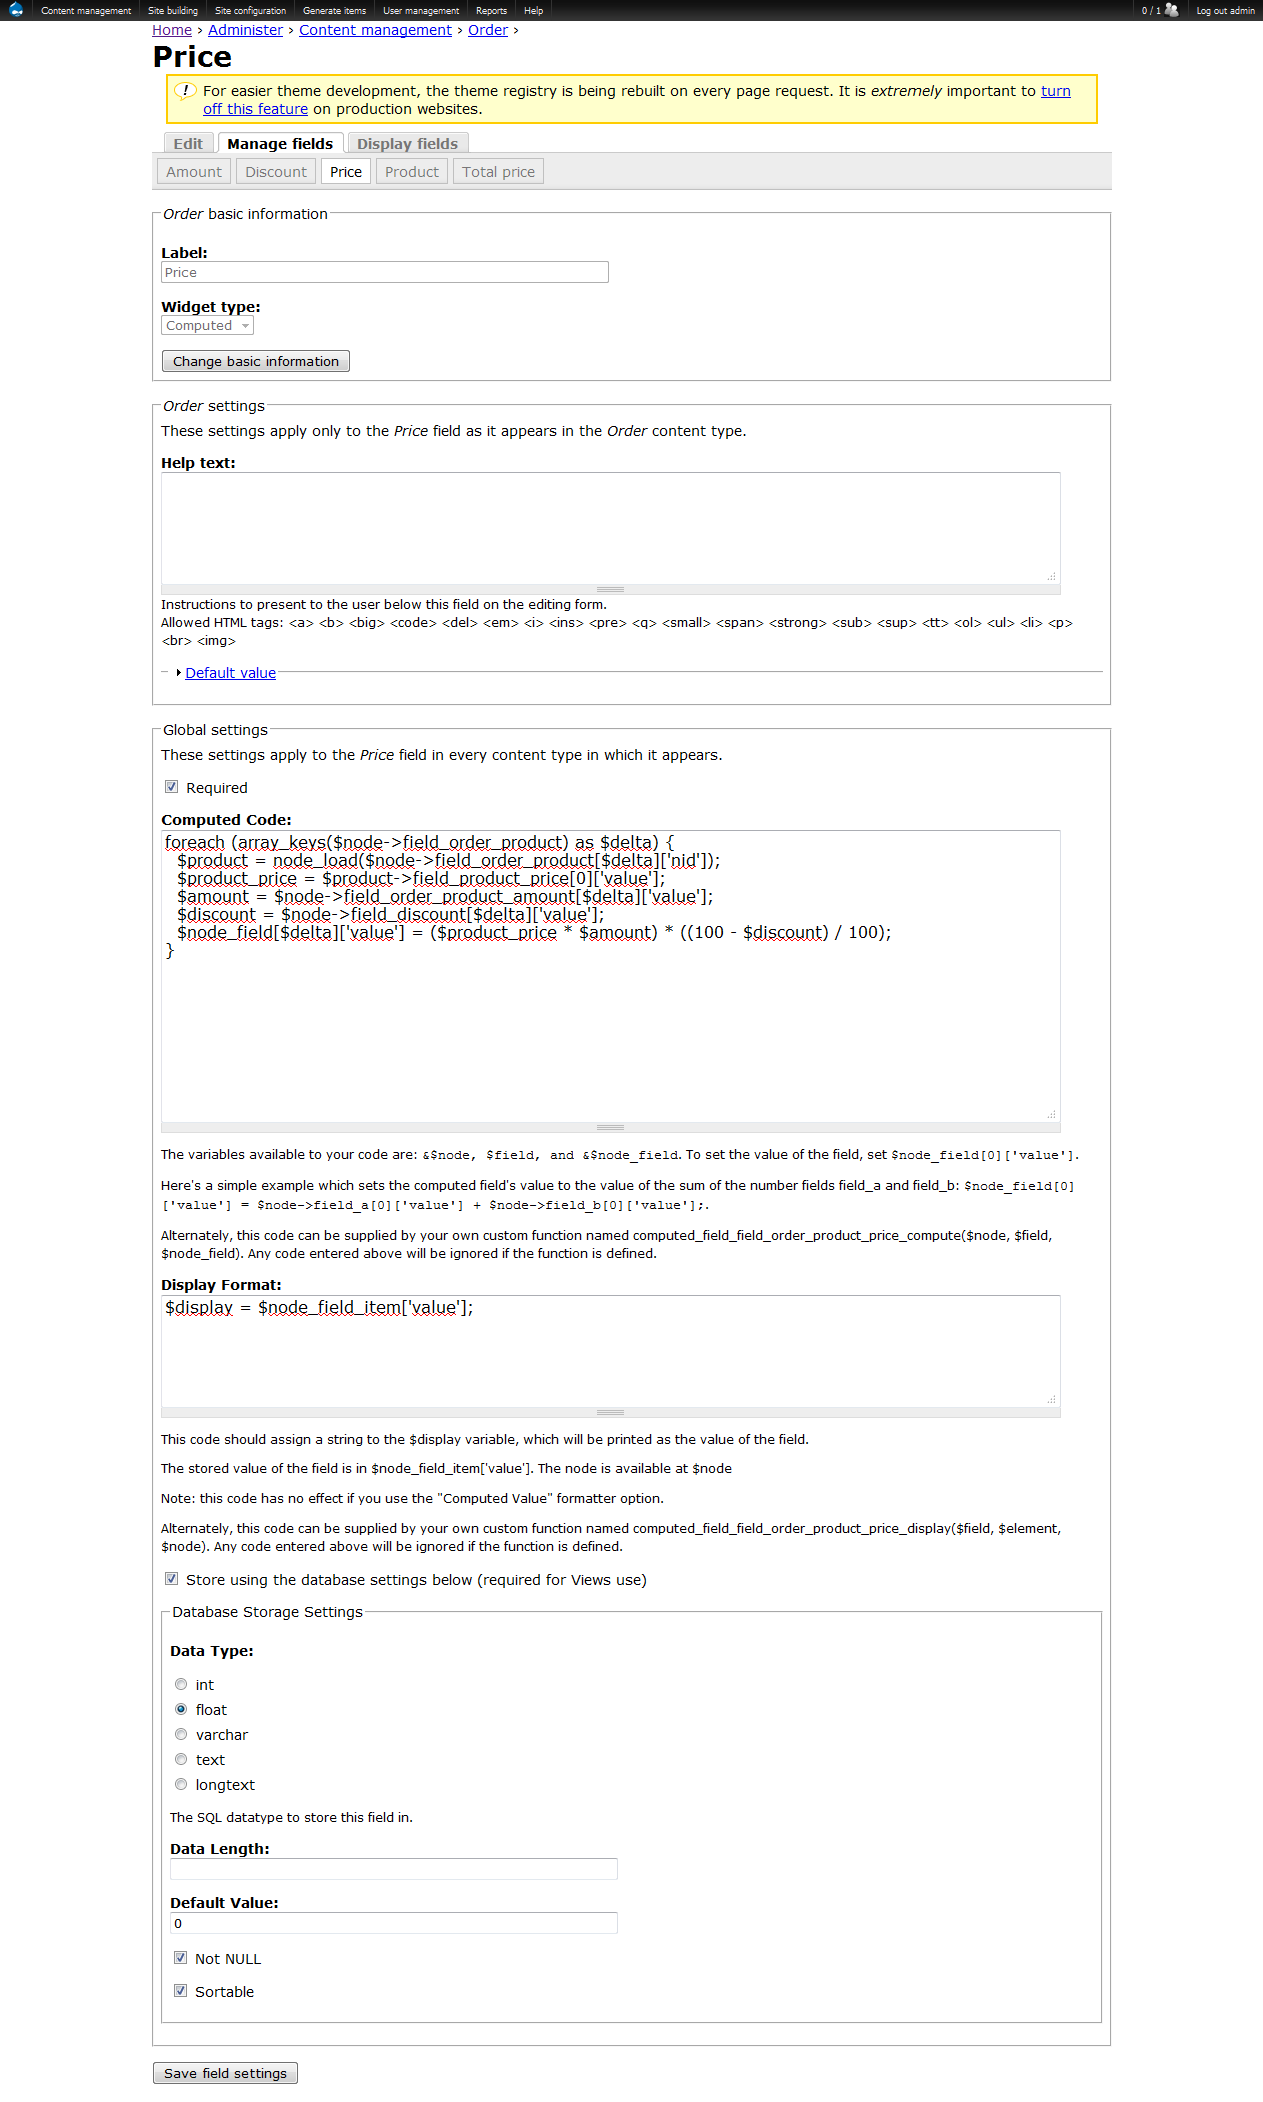 Content management Site building Site configuration Generate items User management Reports Help 0 / 1 Log out admin
Home › Administer › Content management › Order ›
Price
For easier theme development, the theme registry is being rebuilt on every page request. It is extremely important to turn
off this feature on production websites.
Edit Manage fields Display fields
Amount Discount Price Product Total price
Order basic information
Label:
Price
Widget type:
Computed
Change basic information
Order settings
These settings apply only to the Price field as it appears in the Order content type.
Help text:
Instructions to present to the user below this field on the editing form.
Allowed HTML tags: <a> <b> <big> <code> <del> <em> <i> <ins> <pre> <q> <small> <span> <strong> <sub> <sup> <tt> <ol> <ul> <li> <p>
<br> <img>
Default value
Global settings
These settings apply to the Price field in every content type in which it appears.
Required
Computed Code:
foreach (array_keys($node->field_order_product) as $delta) {
$product = node_load($node->field_order_product[$delta]['nid']);
$product_price = $product->field_product_price[0]['value'];
$amount = $node->field_order_product_amount[$delta]['value'];
$discount = $node->field_discount[$delta]['value'];
$node_field[$delta]['value'] = ($product_price * $amount) * ((100 - $discount) / 100);
}
The variables available to your code are: &$node, $field, and &$node_field. To set the value of the field, set $node_field[0]['value'].
Here's a simple example which sets the computed field's value to the value of the sum of the number fields field_a and field_b: $node_field[0]
['value'] = $node->field_a[0]['value'] + $node->field_b[0]['value'];.
Alternately, this code can be supplied by your own custom function named computed_field_field_order_product_price_compute($node, $field,
$node_field). Any code entered above will be ignored if the function is defined.
Display Format:
$display = $node_field_item['value'];
This code should assign a string to the $display variable, which will be printed as the value of the field.
The stored value of the field is in $node_field_item['value']. The node is available at $node
Note: this code has no effect if you use the "Computed Value" formatter option.
Alternately, this code can be supplied by your own custom function named computed_field_field_order_product_price_display($field, $element,
$node). Any code entered above will be ignored if the function is defined.
Store using the database settings below (required for Views use)
Database Storage Settings
Data Type:
int
float
varchar
text
longtext
The SQL datatype to store this field in.
Data Length:
Default Value:
0
Not NULL
Sortable
Save field settings